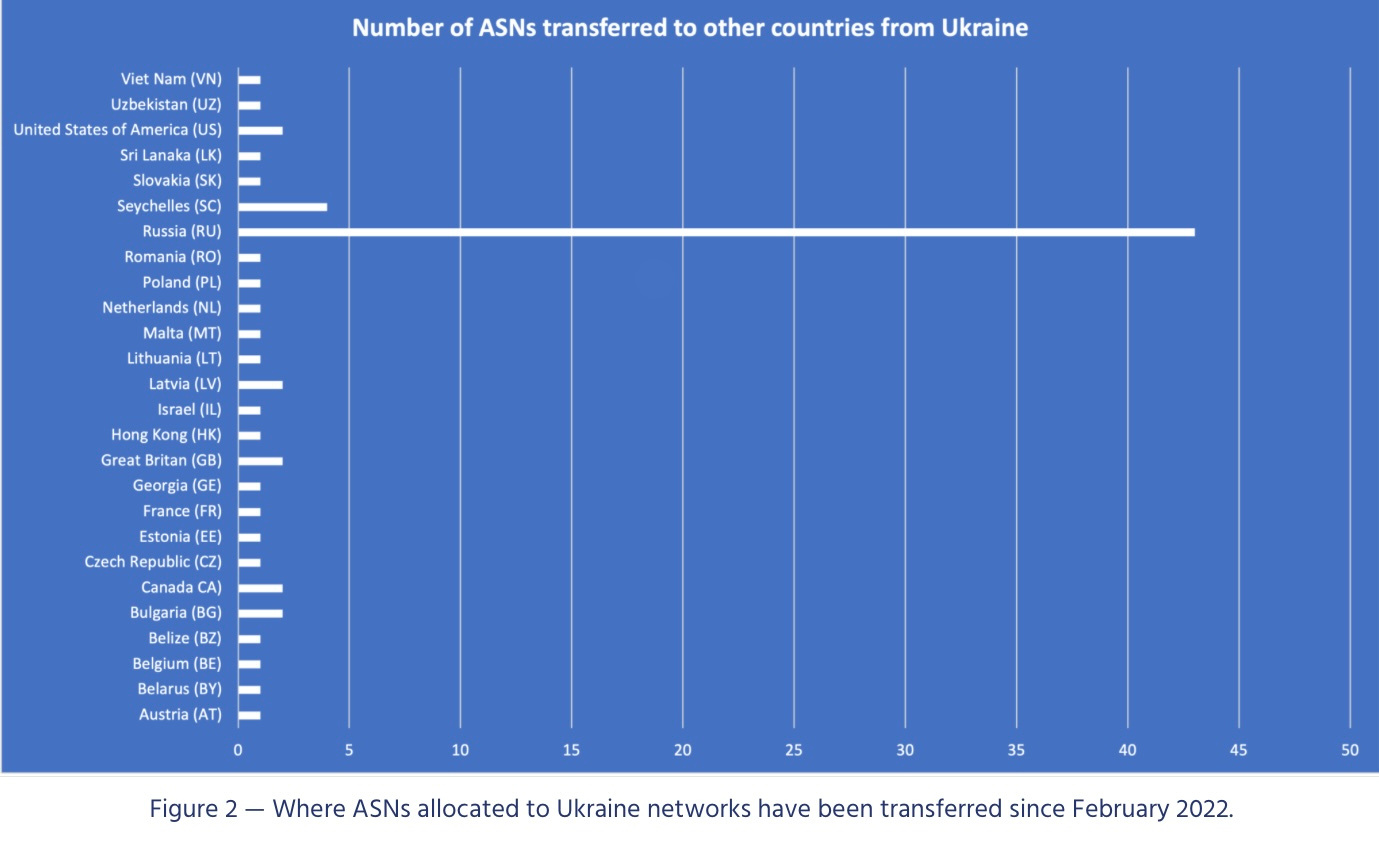 Number of ASNs transferred to other countries from Ukraine
Viet Nam (VN)
Uzbekistan (UZ)
United States of America (US)
Sri Lanaka (LK)
Slovakia (SK)
Seychelles (SC)
Russia (RU)
Romania (RO)
Poland (PL)
Netherlands (NL)
Malta (MT)
Lithuania (LT)
Latvia (LV)
Israel (IL)
Hong Kong (HK)
Great Britan (GB)
Georgia (GE)
France (FR)
Estonia (EE)
Czech Republic (CZ)
Canada CA)
Bulgaria (BG)
Belize (BZ)
Belgium (BE)
Belarus (BY)
Austria (AT)
0 5 10 15 20 25 30 35 40 45 50
Figure 2 — Where ASNs allocated to Ukraine networks have been transferred since February 2022.